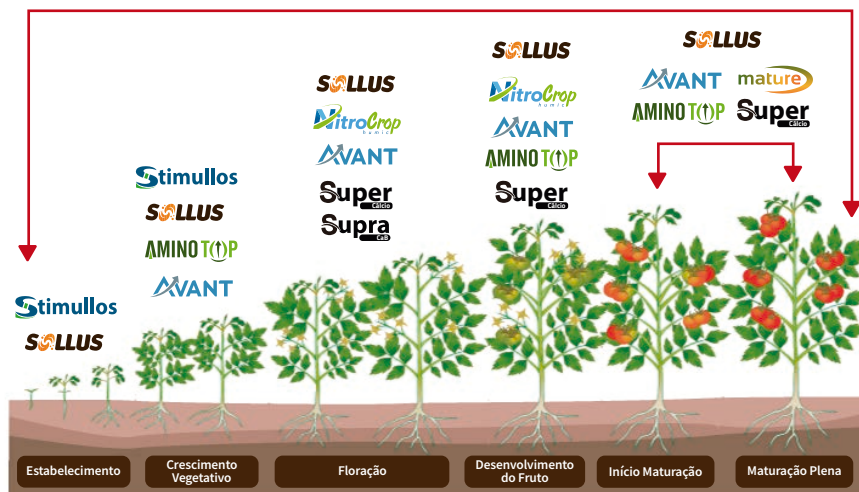 Stimullos
SOLLUS
Stimullos
SOLLUS
AMINO TOP
AVANT
SOLLUS
NitroCrop
humic
AVANT
Super
Cálcio
Supra
CaB
SOLLUS
NitroCrop
humic
AVANT
AMINO TOP
Super
Cálcio
SOLLUS
AVANT mature
AMINO TOP Super
Cálcio
Estabelecimento
Crescimento
Vegetativo
Floração
Desenvolvimento
do Fruto
Início Maturação
Maturação Plena